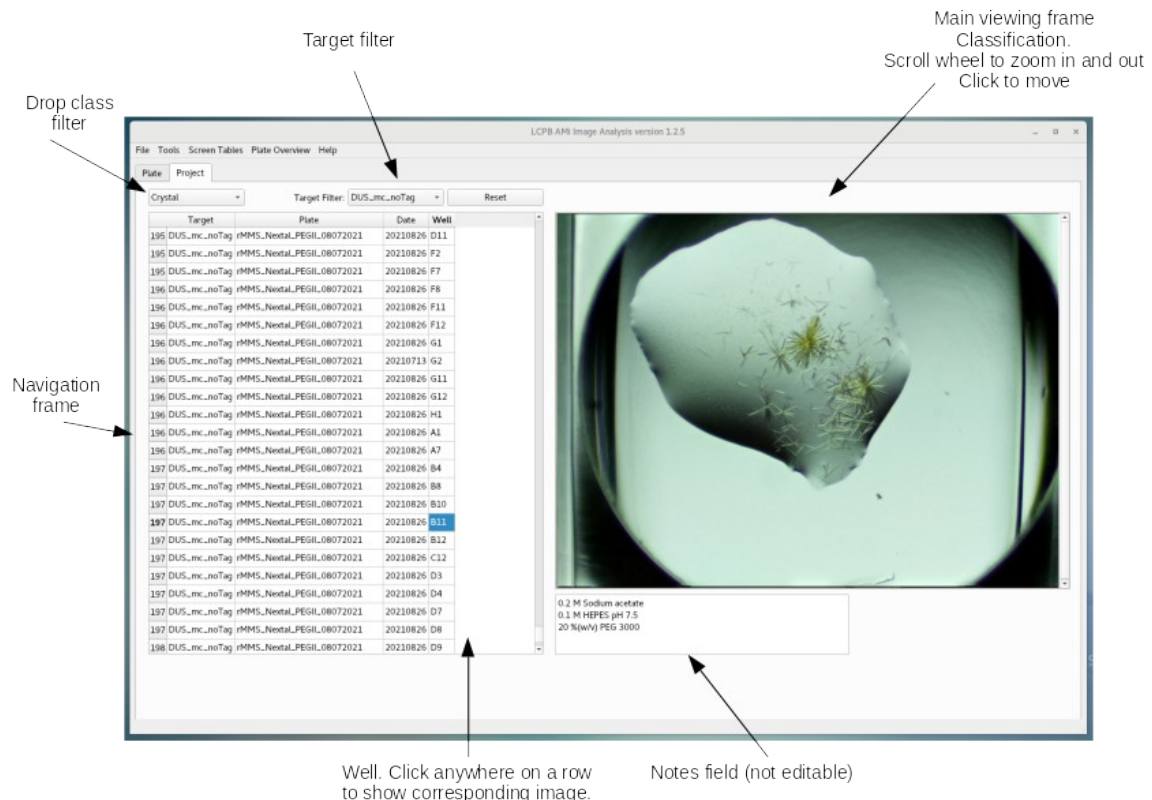 Main viewing frame
Classification.
Scroll wheel to zoom in and out
Click to move
Target filter
Drop class
filter
LCPB AMI Image Analysis version 1.2.5
File Tools Screen Tables Plate Overview Help
Plate Project
Crystal Target Filter: DUS_mc_noTag Reset
Target Plate Date Well
195 DUS_mc_noTag rMMS_Nextal_PEGII_08072021 20210826 D11
195 DUS_mc_noTag rMMS_Nextal_PEGII_08072021 20210826 F2
195 DUS_mc_noTag rMMS_Nextal_PEGII_08072021 20210826 F7
196 DUS_mc_noTag rMMS_Nextal_PEGII_08072021 20210826 F8
196 DUS_mc_noTag rMMS_Nextal_PEGII_08072021 20210826 F11
196 DUS_mc_noTag rMMS_Nextal_PEGII_08072021 20210826 F12
196 DUS_mc_noTag rMMS_Nextal_PEGII_08072021 20210826 G1
196 DUS_mc_noTag rMMS_Nextal_PEGII_08072021 20210713 G2
196 DUS_mc_noTag rMMS_Nextal_PEGII_08072021 20210826 G11
196 DUS_mc_noTag rMMS_Nextal_PEGII_08072021 20210826 G12
196 DUS_mc_noTag rMMS_Nextal_PEGII_08072021 20210826 H1
196 DUS_mc_noTag rMMS_Nextal_PEGII_08072021 20210826 A1
196 DUS_mc_noTag rMMS_Nextal_PEGII_08072021 20210826 A7
197 DUS_mc_noTag rMMS_Nextal_PEGII_08072021 20210826 B4
197 DUS_mc_noTag rMMS_Nextal_PEGII_08072021 20210826 B8
197 DUS_mc_noTag rMMS_Nextal_PEGII_08072021 20210826 B10
197 DUS_mc_noTag rMMS_Nextal_PEGII_08072021 20210826 B11
197 DUS_mc_noTag rMMS_Nextal_PEGII_08072021 20210826 B12
197 DUS_mc_noTag rMMS_Nextal_PEGII_08072021 20210826 C12
197 DUS_mc_noTag rMMS_Nextal_PEGII_08072021 20210826 D3
197 DUS_mc_noTag rMMS_Nextal_PEGII_08072021 20210826 D4
197 DUS_mc_noTag rMMS_Nextal_PEGII_08072021 20210826 D7
197 DUS_mc_noTag rMMS_Nextal_PEGII_08072021 20210826 D8
198 DUS_mc_noTag rMMS_Nextal_PEGII_08072021 20210826 D9
Navigation
frame
0.2 M Sodium acetate
0.1 M HEPES pH 7.5
20 %(w/v) PEG 3000
Well. Click anywhere on a row
to show corresponding image.
Notes field (not editable)